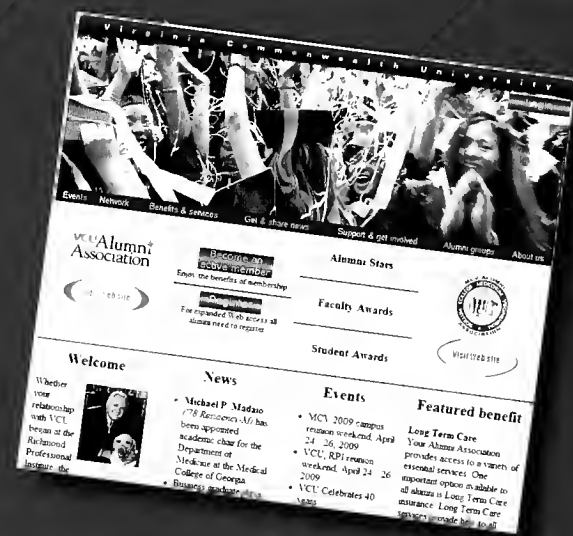 Virginia Commonwealth University
Events Network Benefits & services Get & share news Support & get involved Alumni groups About us
VCU Alumni
Association
Become an
active member
Enjoy the benefits of membership
For expanded Web access all
alumni need to register
Alumni Stars
Faculty Awards
Student Awards
Visit Web site
Welcome
Whether
your
relationship
with VCU
began at the
Richmond
Professional
Institute, the
News
• Michael P. Madaio
('78 Residency-M) has
been appointed
academic chair for the
Department of
Medicine at the Medical
College of Georgia
• Business graduate
Events
• MCV 2009 campus
reunion weekend, April
24 - 26, 2009
• VCU, RPI reunion
weekend, April 24 - 26
2009
• VCU Celebrates 40
Years
Featured benefit
Long Term Care
Your Alumni Association
provides access to a variety of
essential services. One
important option available to
all alumni is Long Term Care
insurance. Long Term Care
services provide help to all